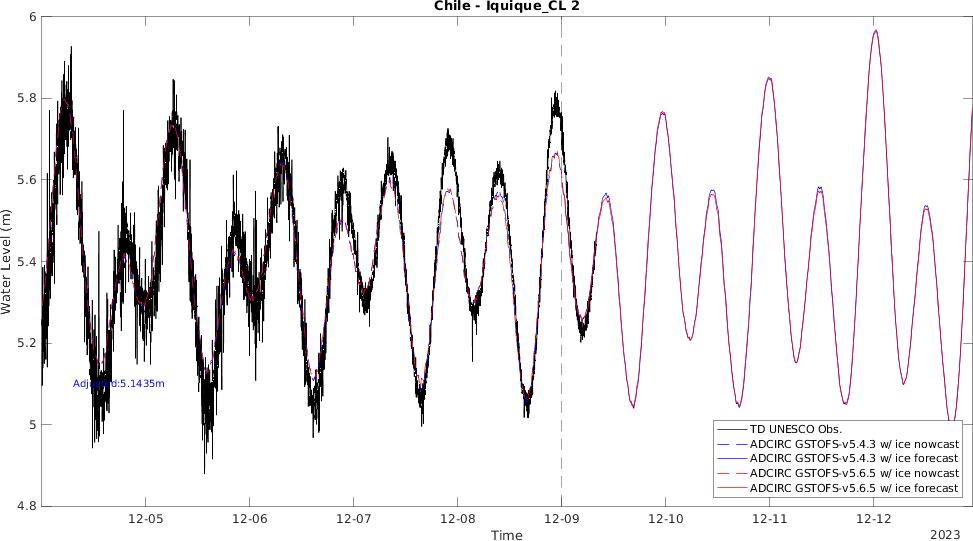 Chile - Iquique_CL 2
6
5.8
5.6
5.4
5.2
5
4.8
Water Level (m)
Adjusted:5.1435m
TD UNESCO Obs.
ADCIRC GSTOFS-v5.4.3 w/ ice nowcast
ADCIRC GSTOFS-v5.4.3 w/ ice forecast
ADCIRC GSTOFS-v5.6.5 w/ ice nowcast
ADCIRC GSTOFS-v5.6.5 w/ ice forecast
12-05 12-06 12-07 12-08 12-09 12-10 12-11 12-12
Time
2023